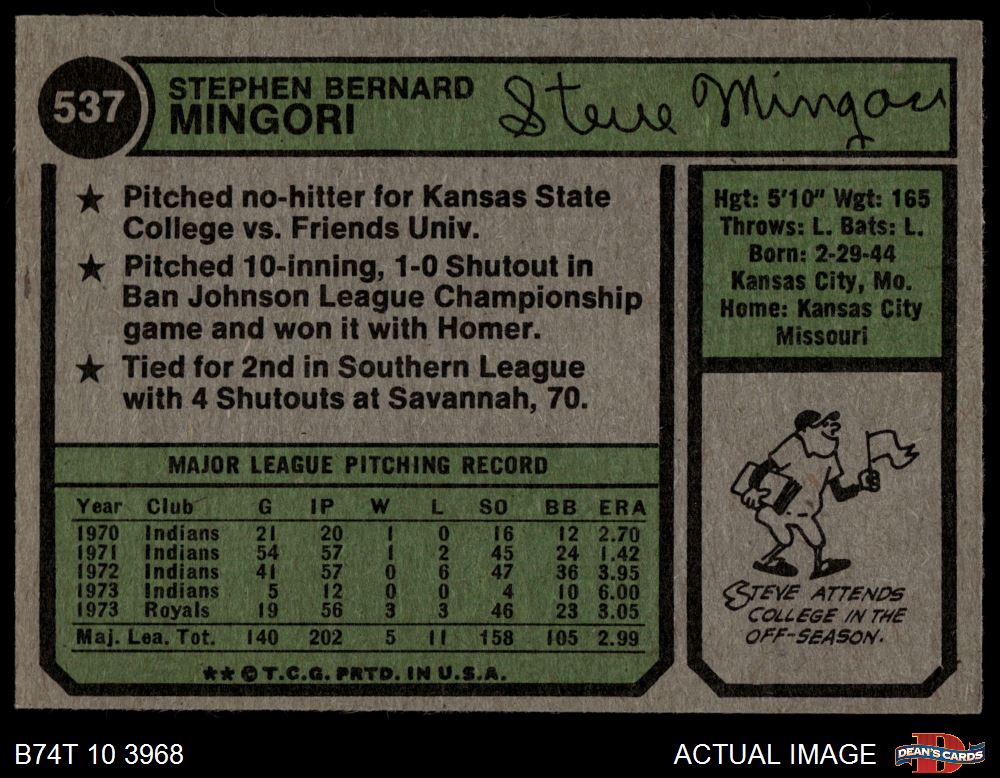 537
STEPHEN BERNARD
MINGORI
Steve Mingori
★ Pitched no-hitter for Kansas State
College vs. Friends Univ.
★ Pitched 10-inning, 1-0 Shutout in
Ban Johnson League Championship
game and won it with Homer.
★ Tied for 2nd in Southern League
with 4 Shutouts at Savannah, 70.
MAJOR LEAGUE PITCHING RECORD
Year Club G IP W L SO BB ERA
1970 Indians 21 20 1 0 16 12 2.70
1971 Indians 54 57 1 2 45 24 1.42
1972 Indians 41 57 0 6 47 36 3.95
1973 Indians 5 12 0 0 4 10 6.00
1973 Royals 19 56 3 3 46 23 3.05
Maj. Lea. Tot. 140 202 5 11 158 105 2.99
★★ © T.C.G. PRTD. IN U.S.A.
Hgt: 5'10" Wgt: 165
Throws: L. Bats: L.
Born: 2-29-44
Kansas City, Mo.
Home: Kansas City
Missouri
STEVE ATTENDS
COLLEGE IN THE
OFF-SEASON.
B74T 10 3968
ACTUAL IMAGE
DEAN'S CARDS